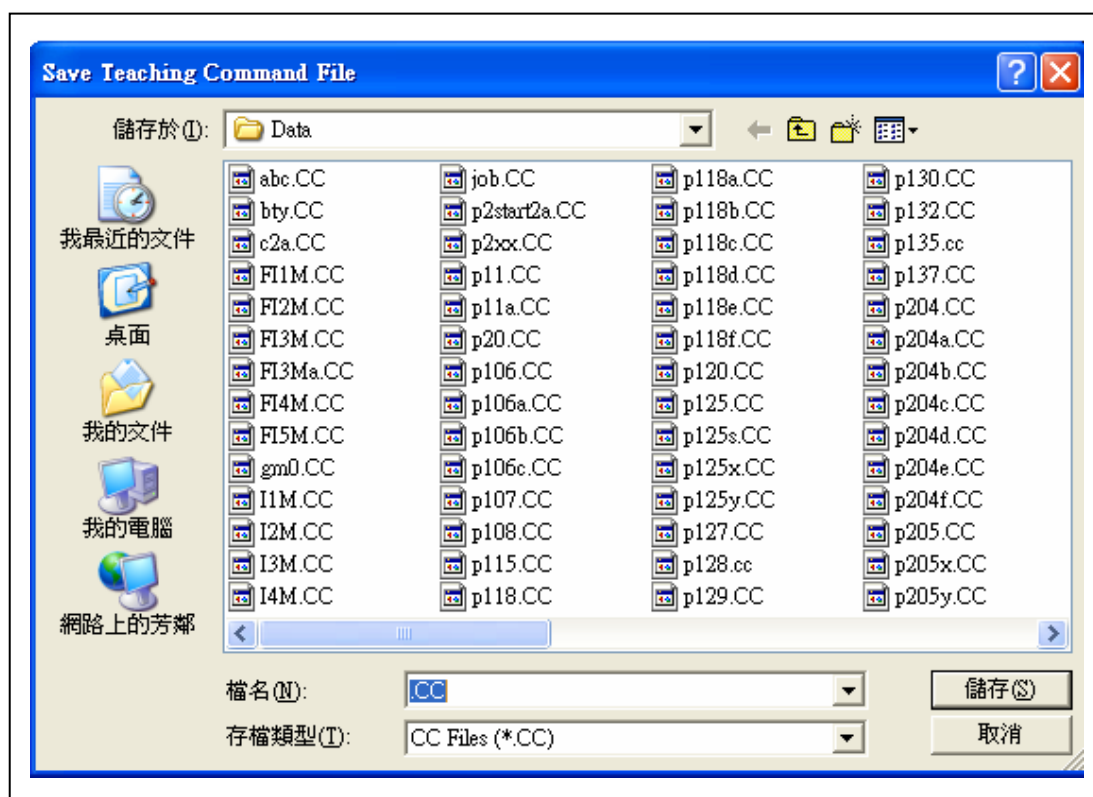 Save Teaching Command File
儲存於(I): Data
我最近的文件
桌面
我的文件
我的電腦
網路上的芳鄰
abc.CC job.CC p118a.CC p130.CC
bty.CC p2start2a.CC p118b.CC p132.CC
c2a.CC p2xx.CC p118c.CC p135.cc
FI1M.CC p11.CC p118d.CC p137.CC
FI2M.CC p11a.CC p118e.CC p204.CC
FI3M.CC p20.CC p118f.CC p204a.CC
FI3Ma.CC p106.CC p120.CC p204b.CC
FI4M.CC p106a.CC p125.CC p204c.CC
FI5M.CC p106b.CC p125s.CC p204d.CC
gm0.CC p106c.CC p125x.CC p204e.CC
I1M.CC p107.CC p125y.CC p204f.CC
I2M.CC p108.CC p127.CC p205.CC
I3M.CC p115.CC p128.cc p205x.CC
I4M.CC p118.CC p129.CC p205y.CC
檔名(N): .CC 儲存(S)
存檔類型(T): CC Files (*.CC) 取消